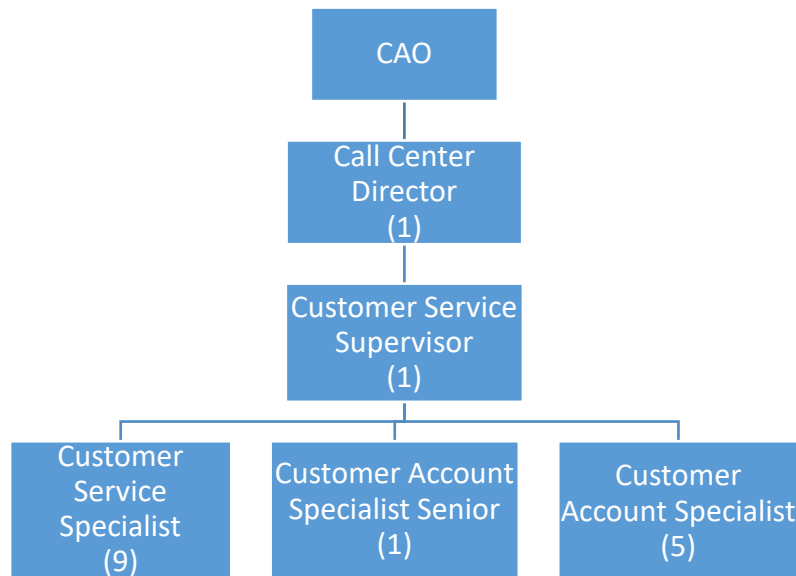 CAO
Call Center
Director
(1)
Customer Service
Supervisor
(1)
Customer
Service
Specialist
(9)
Customer Account
Specialist Senior
(1)
Customer
Account Specialist
(5)